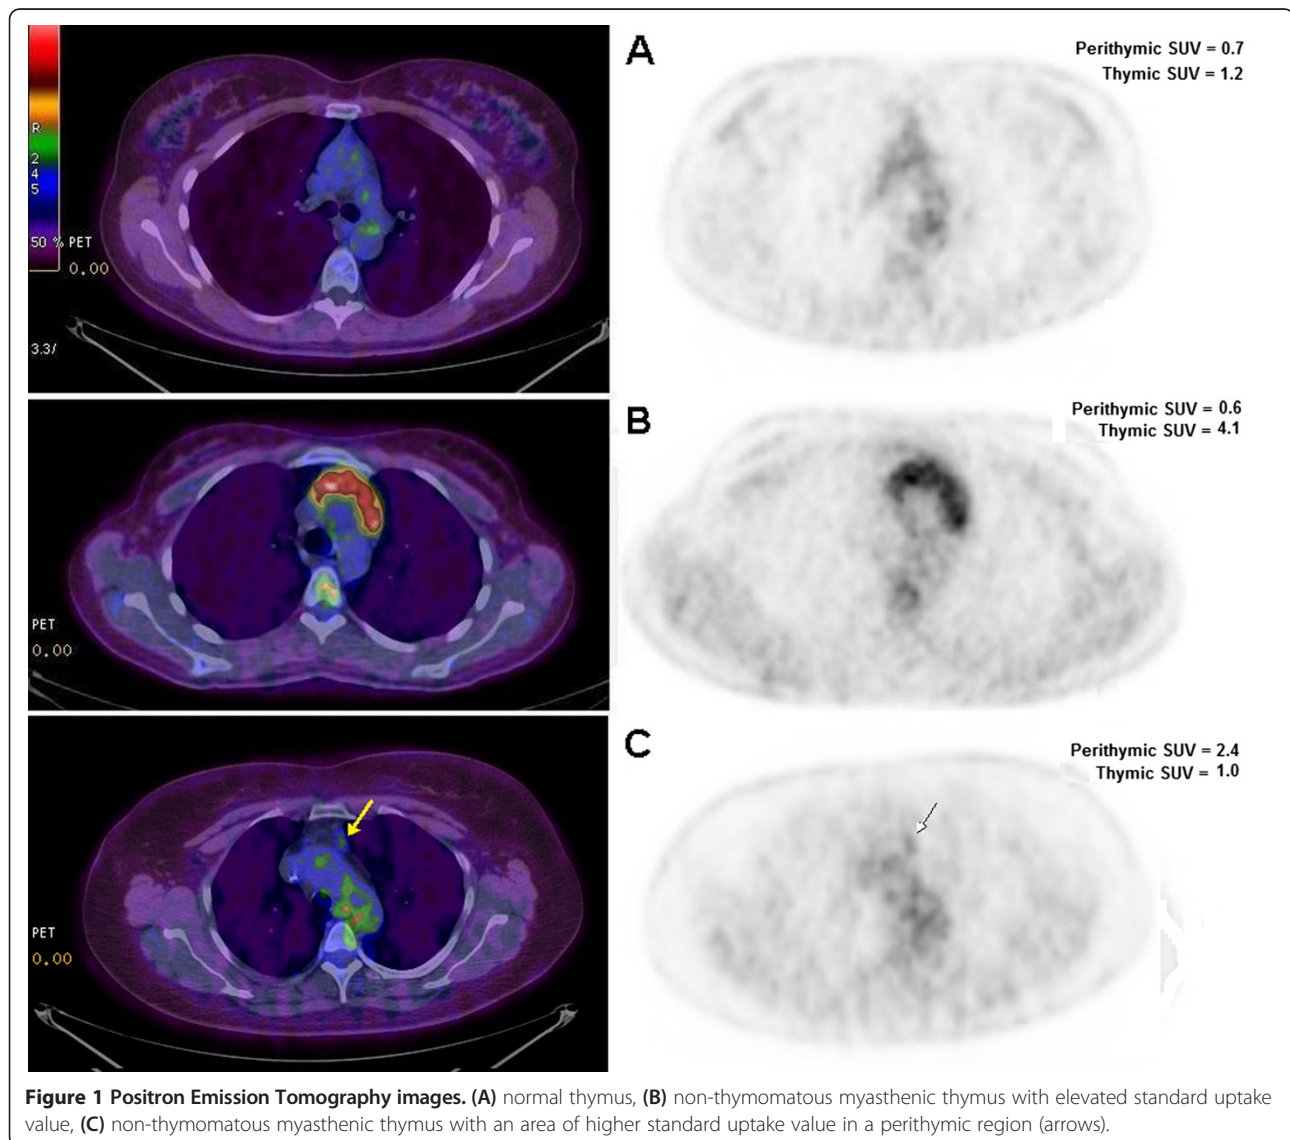 R
2
4
5
50 % PET
0.00
3.3/
A
Perithymic SUV = 0.7
Thymic SUV = 1.2
PET
0.00
B
Perithymic SUV = 0.6
Thymic SUV = 4.1
PET
0.00
C
Perithymic SUV = 2.4
Thymic SUV = 1.0
Figure 1 Positron Emission Tomography images. (A) normal thymus, (B) non-thymomatous myasthenic thymus with elevated standard uptake
value, (C) non-thymomatous myasthenic thymus with an area of higher standard uptake value in a perithymic region (arrows).